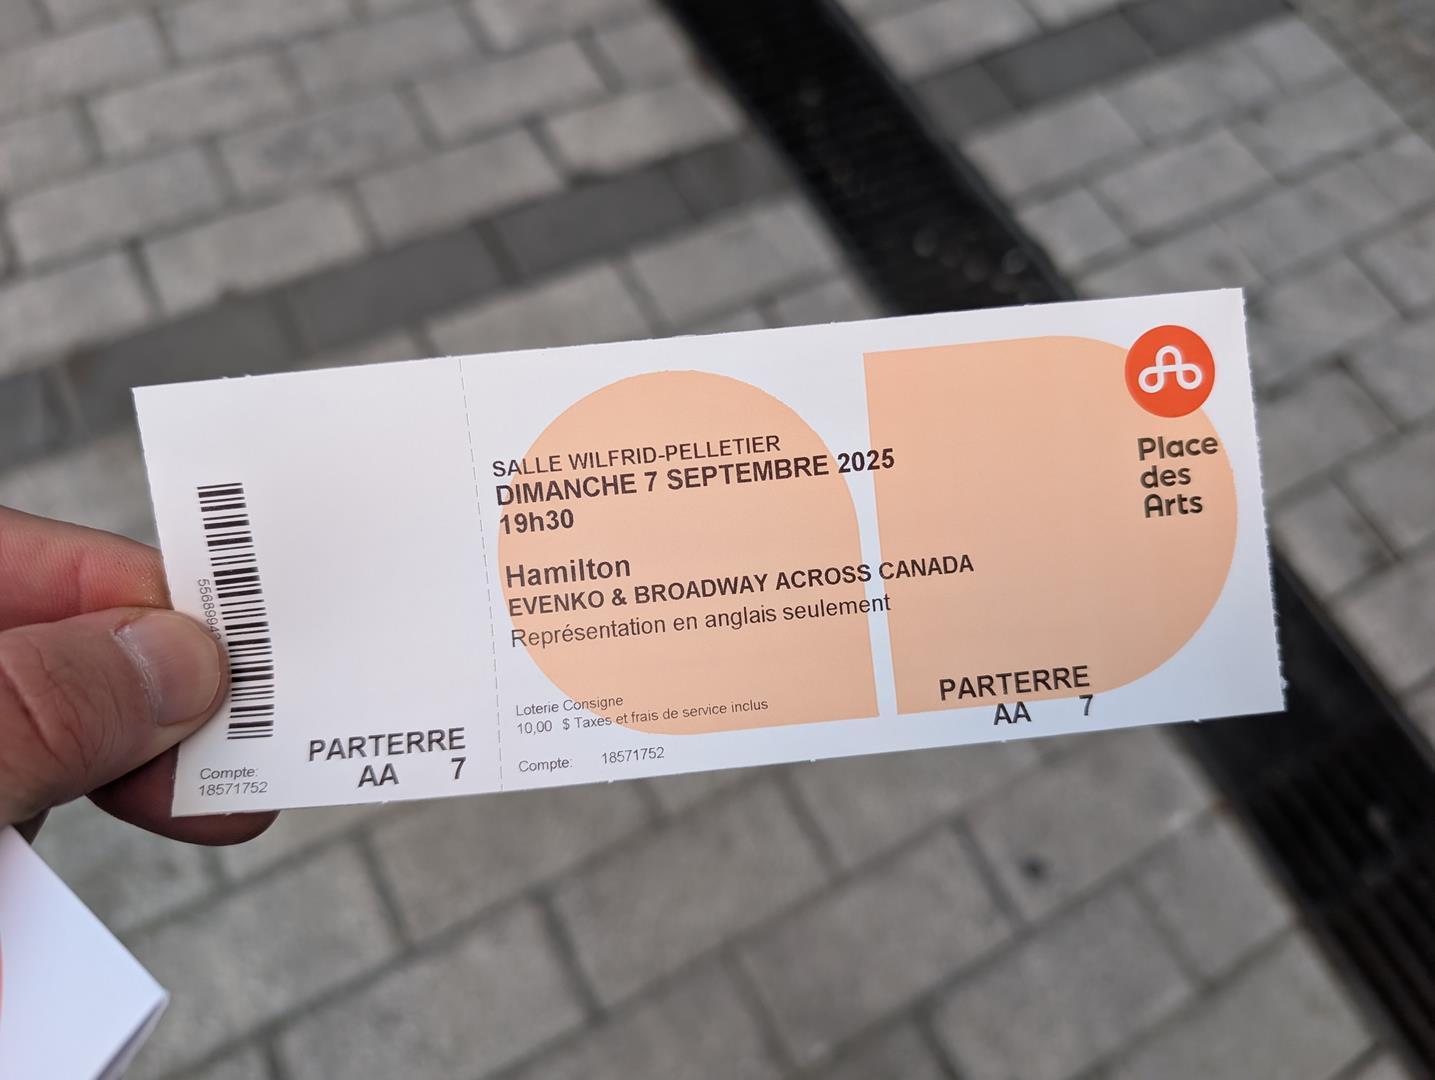 Compte:
18571752
PARTERRE
AA 7
SALLE WILFRID-PELLETIER
DIMANCHE 7 SEPTEMBRE 2025
19h30
Hamilton
EVENKO & BROADWAY ACROSS CANADA
Représentation en anglais seulement
Loterie Consigne
10,00 $ Taxes et frais de service inclus
Compte: 18571752
Place
des
Arts
PARTERRE
AA 7